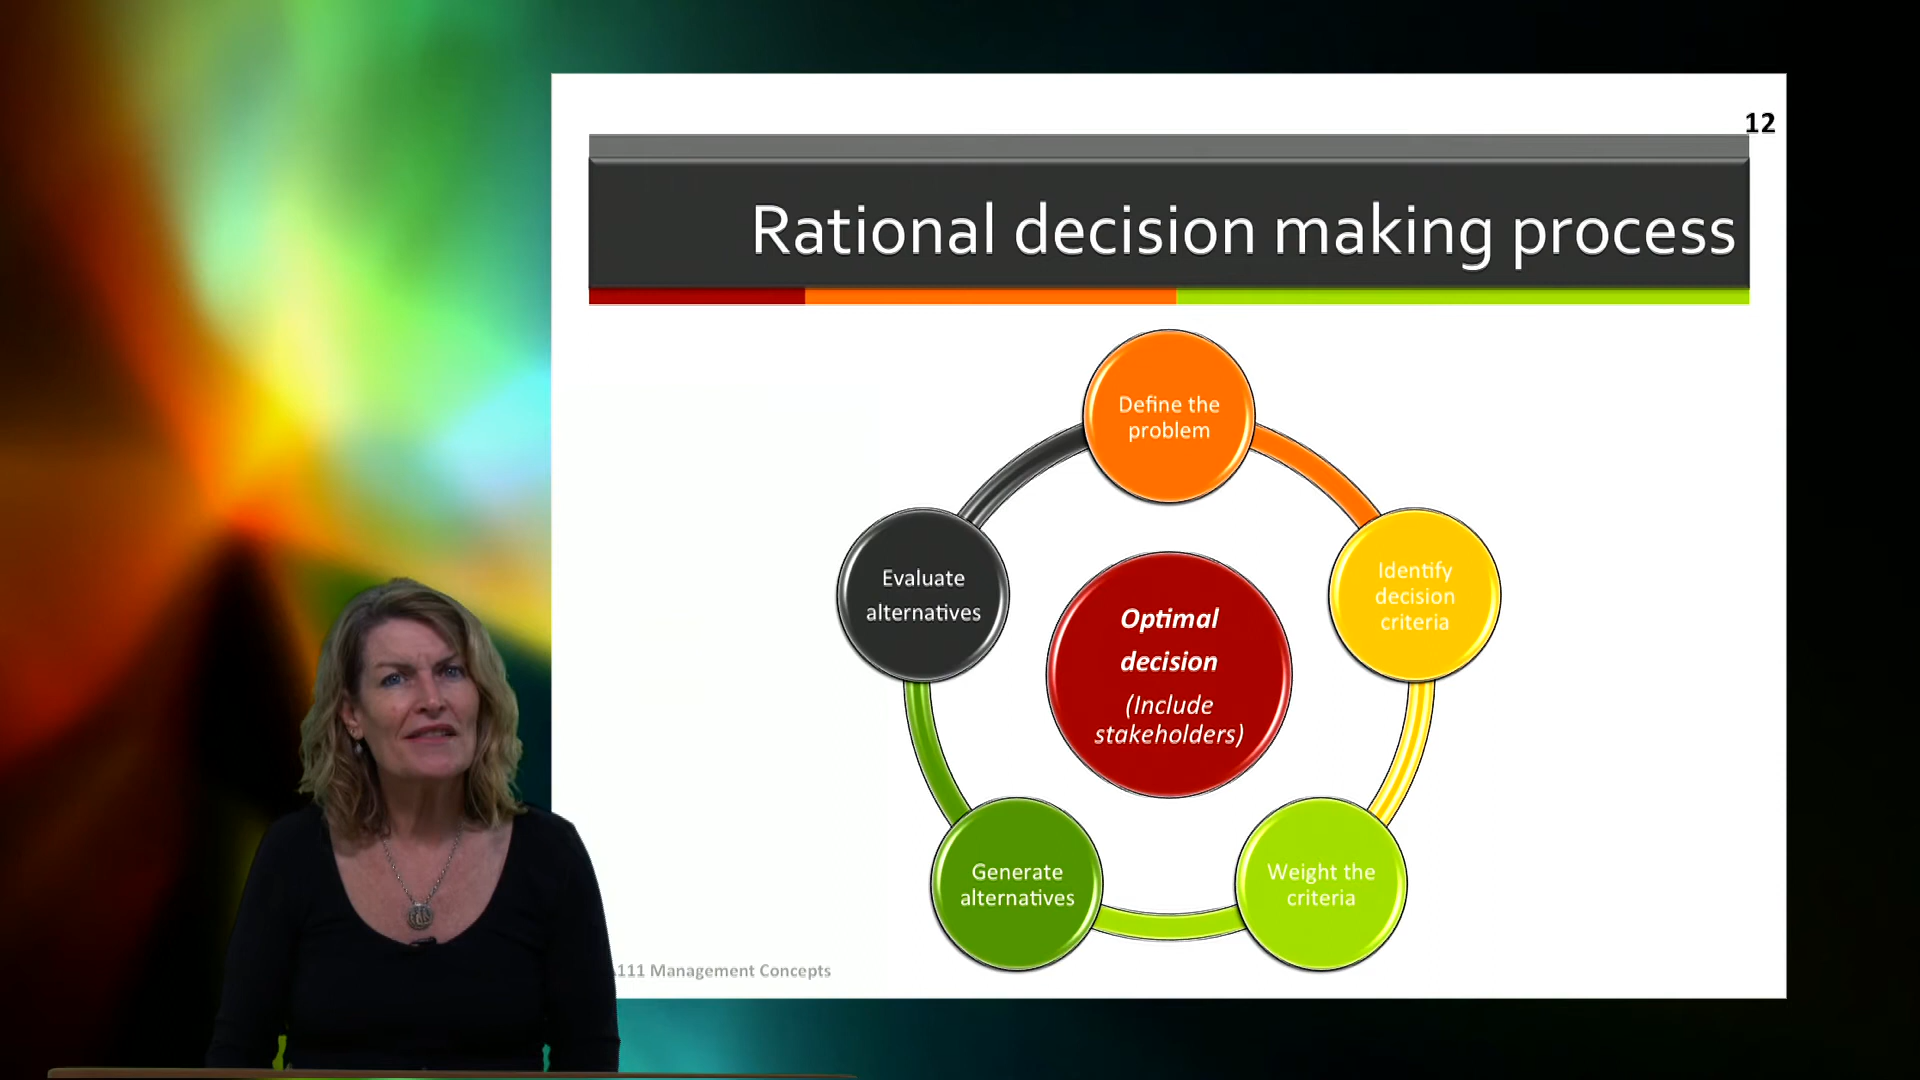 12
Rational decision making process
Define the
problem
Identify
decision
criteria
Weight the
criteria
Generate
alternatives
Evaluate
alternatives
Optimal
decision
(Include
stakeholders)
111 Management Concepts